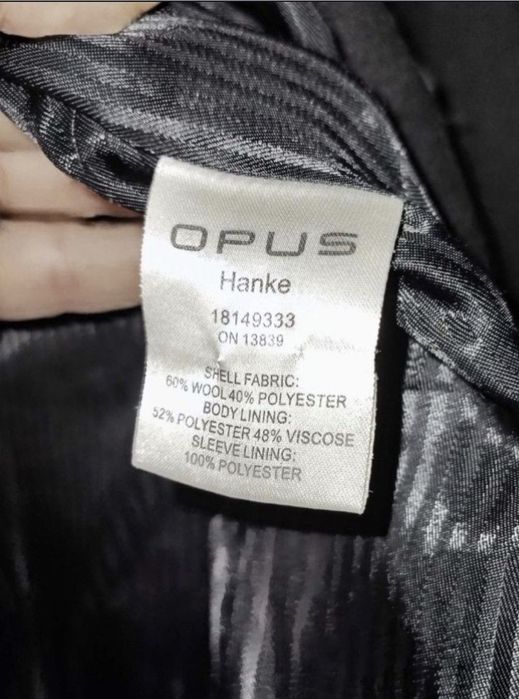 OPUS
Hanke
18149333
ON 13839
SHELL FABRIC:
60% WOOL 40% POLYESTER
BODY LINING:
52% POLYESTER 48% VISCOSE
SLEEVE LINING:
100% POLYESTER